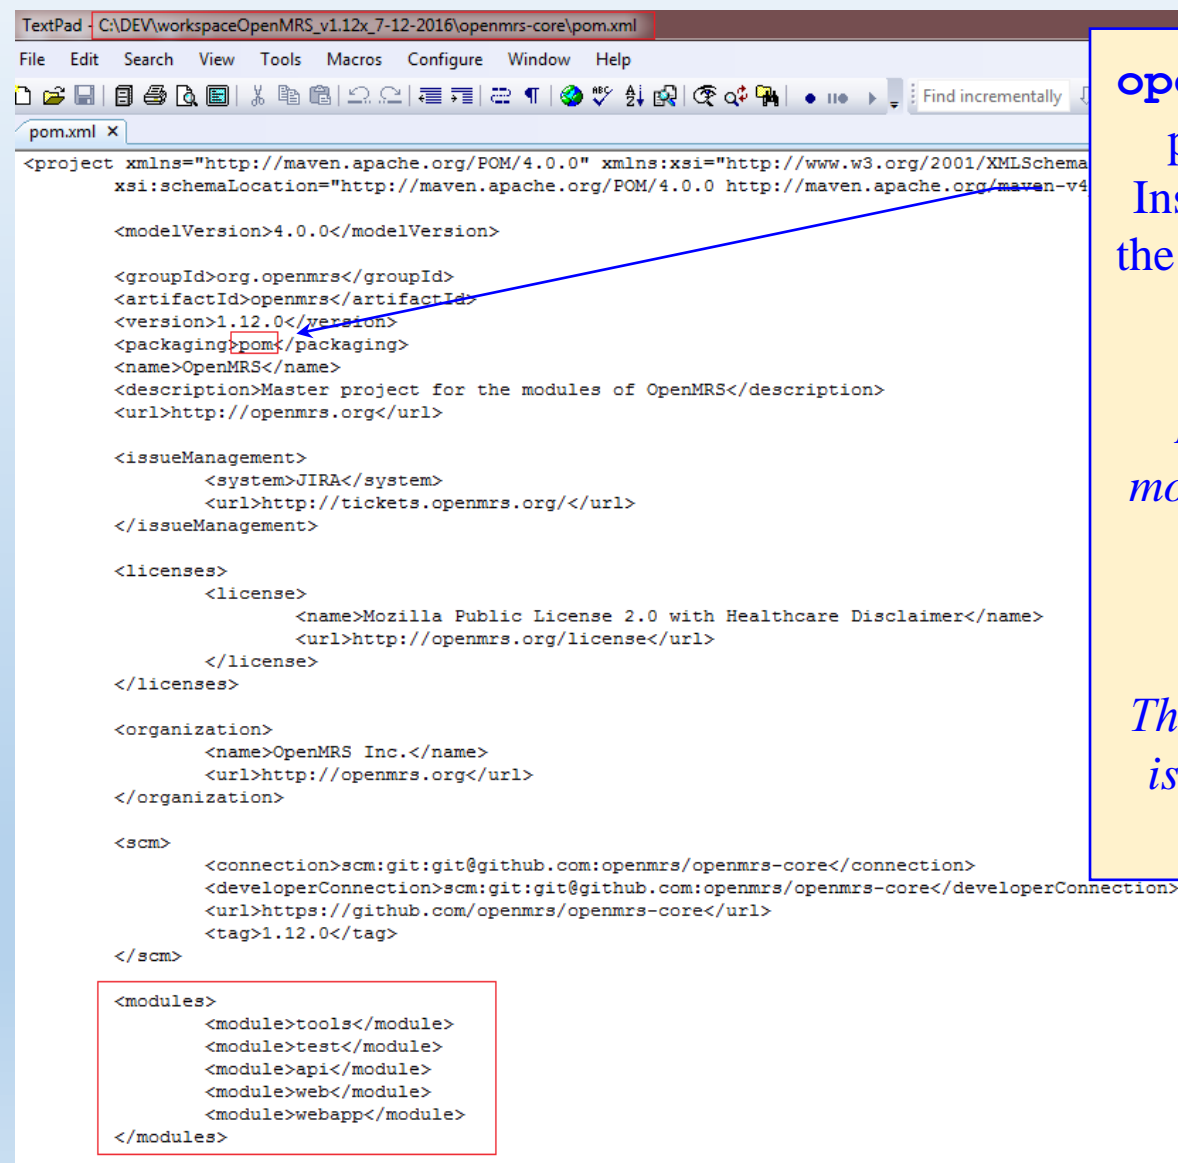 TextPad - C:\DEV\workspaceOpenMRS_v1.12x_7-12-2016\openmrs-core\pom.xml
File Edit Search View Tools Macros Configure Window Help
Find incrementally
pom.xml X
<project xmlns="http://maven.apache.org/POM/4.0.0" xmlns:xsi="http://www.w3.org/2001/XMLSchema
xsi:schemaLocation="http://maven.apache.org/POM/4.0.0 http://maven.apache.org/maven-v4
<modelVersion>4.0.0</modelVersion>
<groupId>org.openmrs</groupId>
<artifactId>openmrs</artifactId>
<version>1.12.0</version>
<packaging>pom</packaging>
<name>OpenMRS</name>
<description>Master project for the modules of OpenMRS</description>
<url>http://openmrs.org</url>
<issueManagement>
<system>JIRA</system>
<url>http://tickets.openmrs.org/</url>
</issueManagement>
<licenses>
<license>
<name>Mozilla Public License 2.0 with Healthcare Disclaimer</name>
<url>http://openmrs.org/license</url>
</license>
</licenses>
<organization>
<name>OpenMRS Inc.</name>
<url>http://openmrs.org</url>
</organization>
<scm>
<connection>scm:git:git@github.com:openmrs/openmrs-core</connection>
<developerConnection>scm:git:git@github.com:openmrs/openmrs-core</developerConnection>
<url>https://github.com/openmrs/openmrs-core</url>
<tag>1.12.0</tag>
</scm>
<modules>
<module>tools</module>
<module>test</module>
<module>api</module>
<module>web</module>
<module>webapp</module>
</modules>
the
is